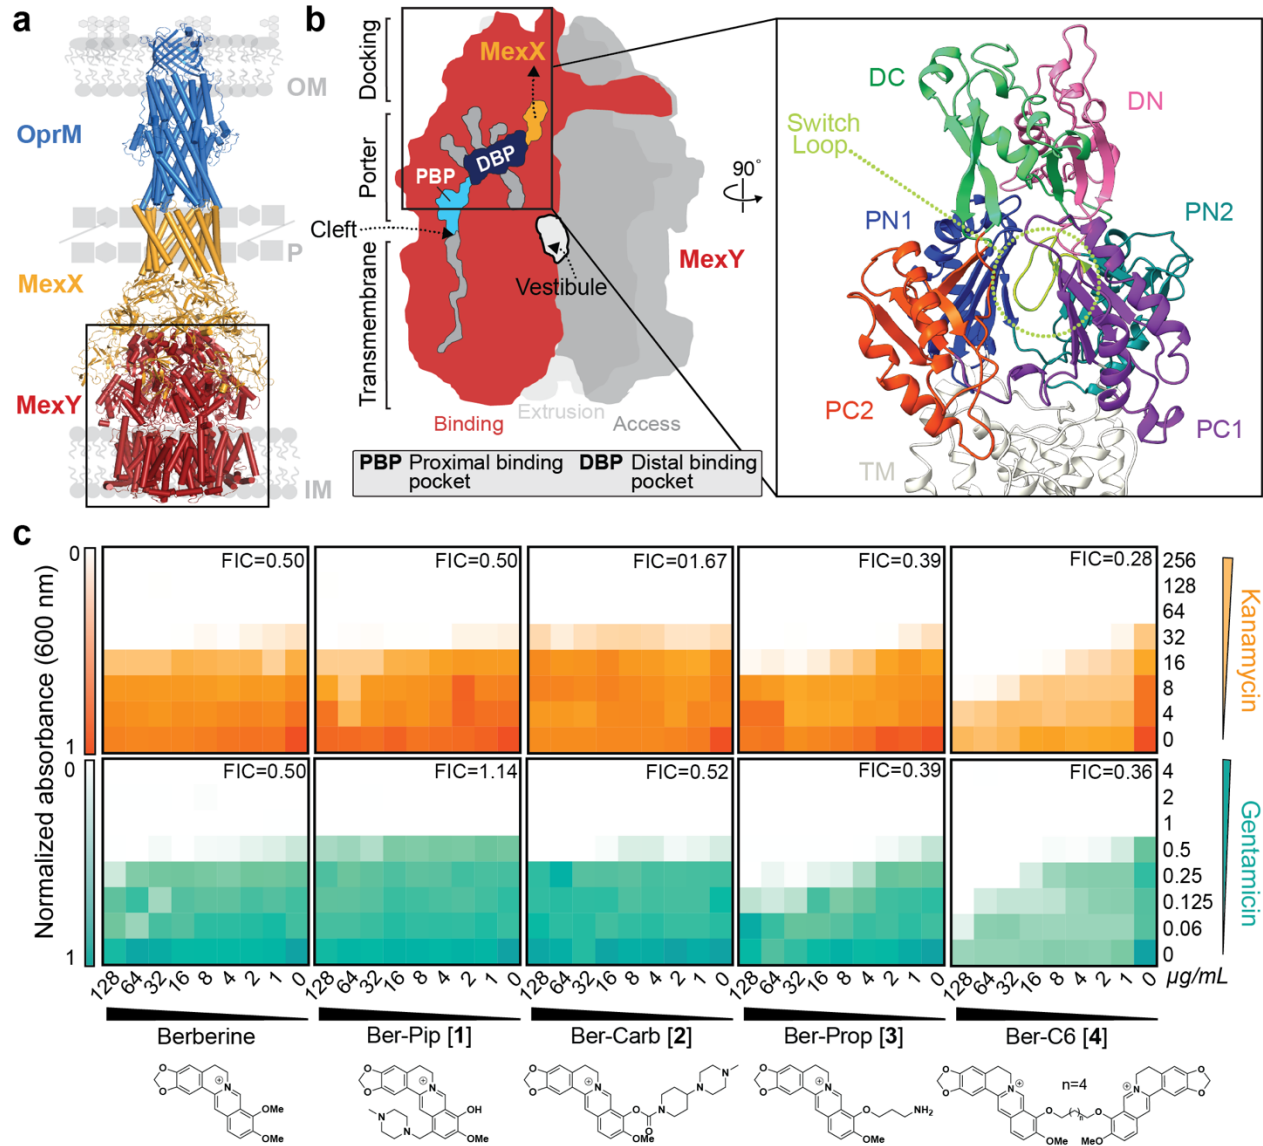 a
OM
OprM
P
MexX
MexY
IM
b
Docking
Porter
Transmembrane
MexX
DBP
PBP
Cleft
Vestibule
MexY
Binding
Extrusion
Access
90°
PBP Proximal binding pocket
DBP Distal binding pocket
DC
DN
Switch
Loop
PN1
PN2
PC2
PC1
TM
c
Normalized absorbance (600 nm)
0
1
0
1
FIC=0.50
FIC=0.50
FIC=01.67
FIC=0.39
FIC=0.28
256
128
64
32
16
8
4
0
Kanamycin
FIC=0.50
FIC=1.14
FIC=0.52
FIC=0.39
FIC=0.36
4
2
1
0.5
0.25
0.125
0.06
0
Gentamicin
128 64 32 16 8 4 2 1 0
128 64 32 16 8 4 2 1 0
128 64 32 16 8 4 2 1 0
128 64 32 16 8 4 2 1 0
128 64 32 16 8 4 2 1 0
µg/mL
Berberine
Ber-Pip [1]
Ber-Carb [2]
Ber-Prop [3]
Ber-C6 [4]
O O N + OMe OMe
O O N + OH OMe N N
O O N + O O N N N OMe
O O N + O NH₂ OMe
O O N + O OMe n=4 n O MeO N + O O